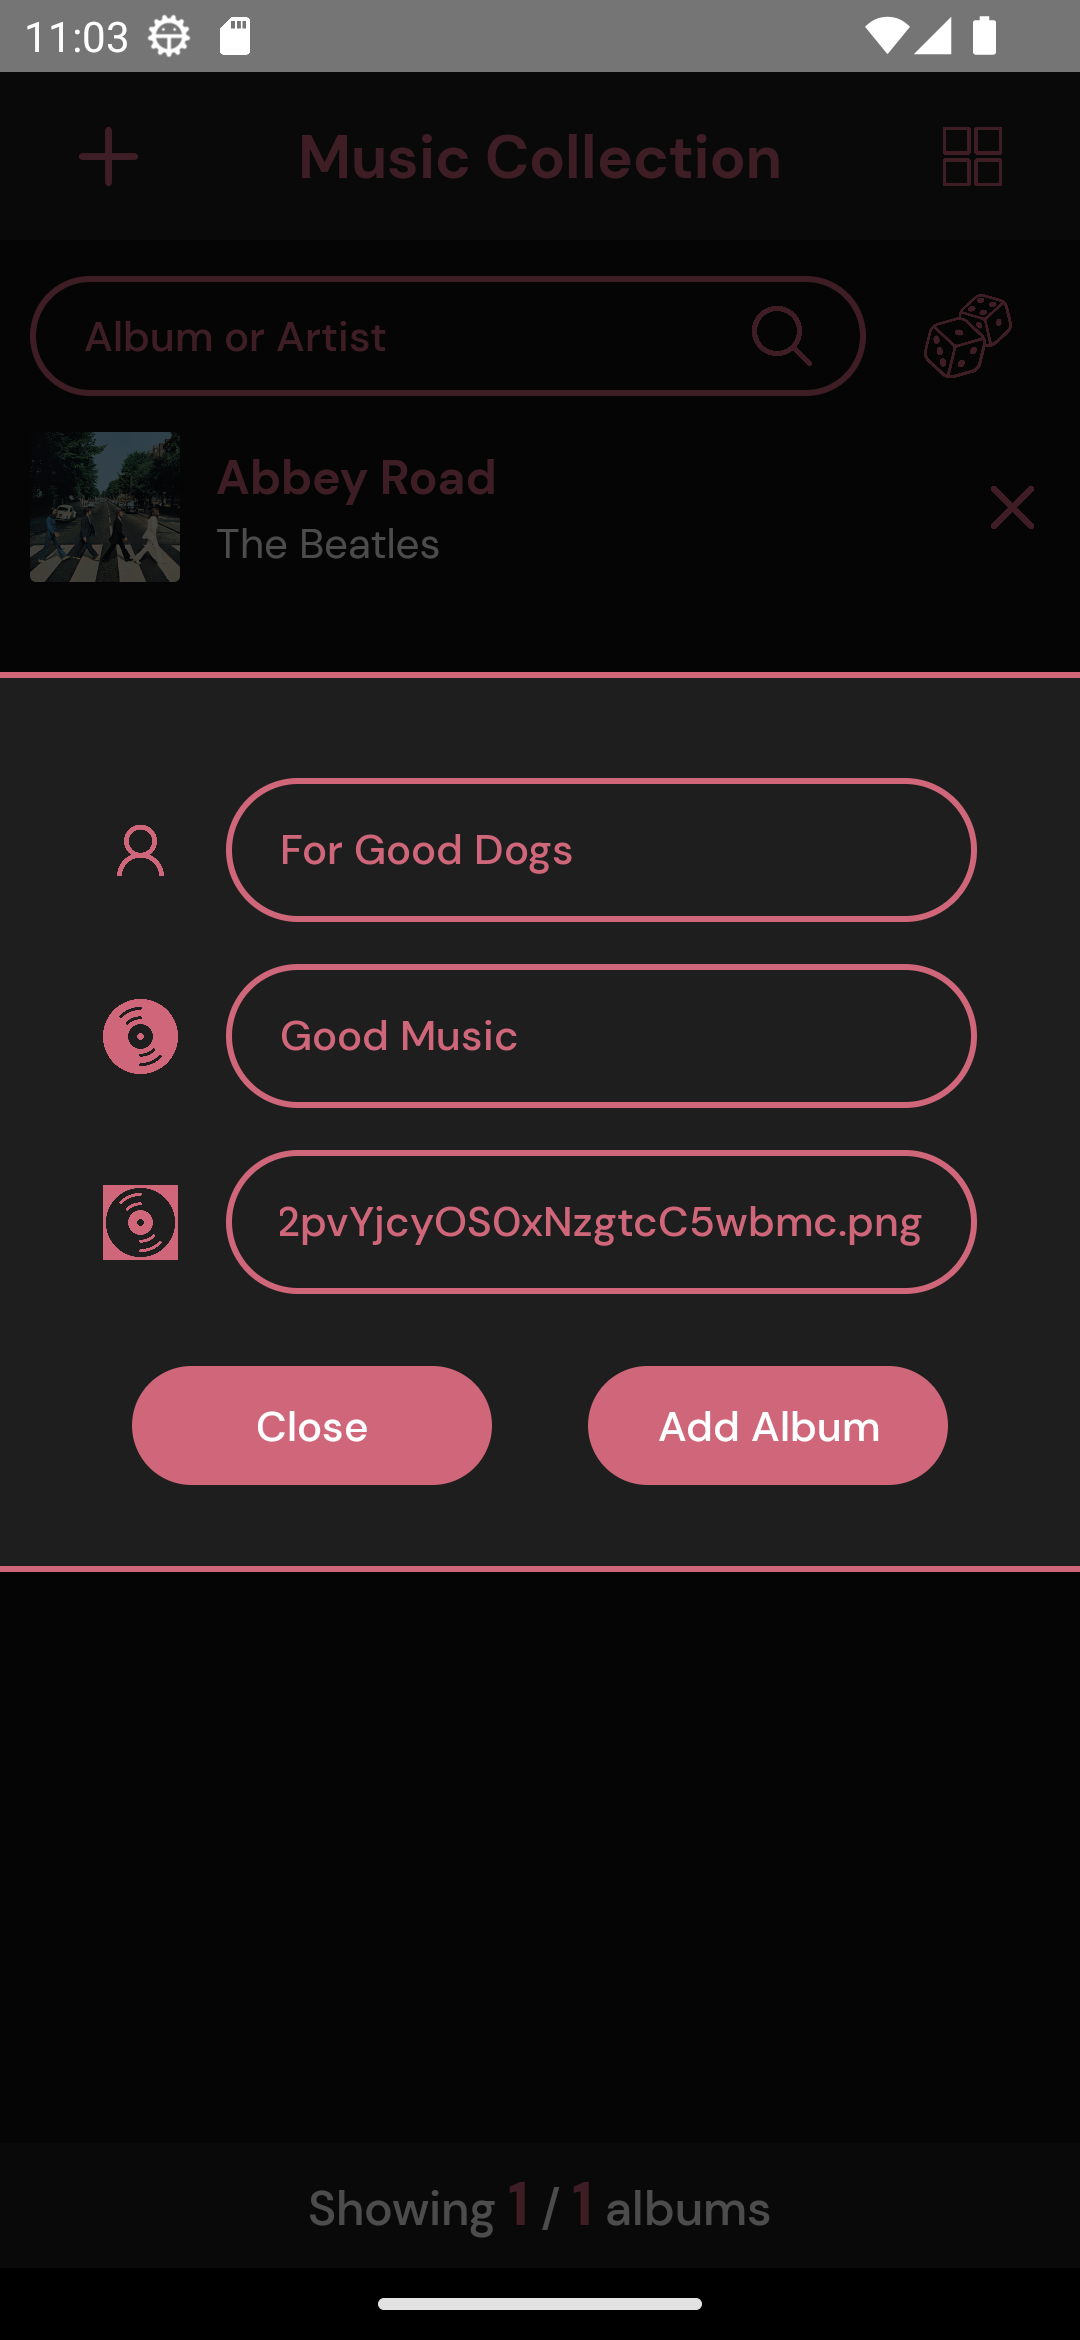 11:03
Music Collection
Album or Artist
Abbey Road
The Beatles
For Good Dogs
Good Music
2pvYjcyOS0xNzgtcC5wbmc.png
Close
Add Album
Showing 1 / 1 albums